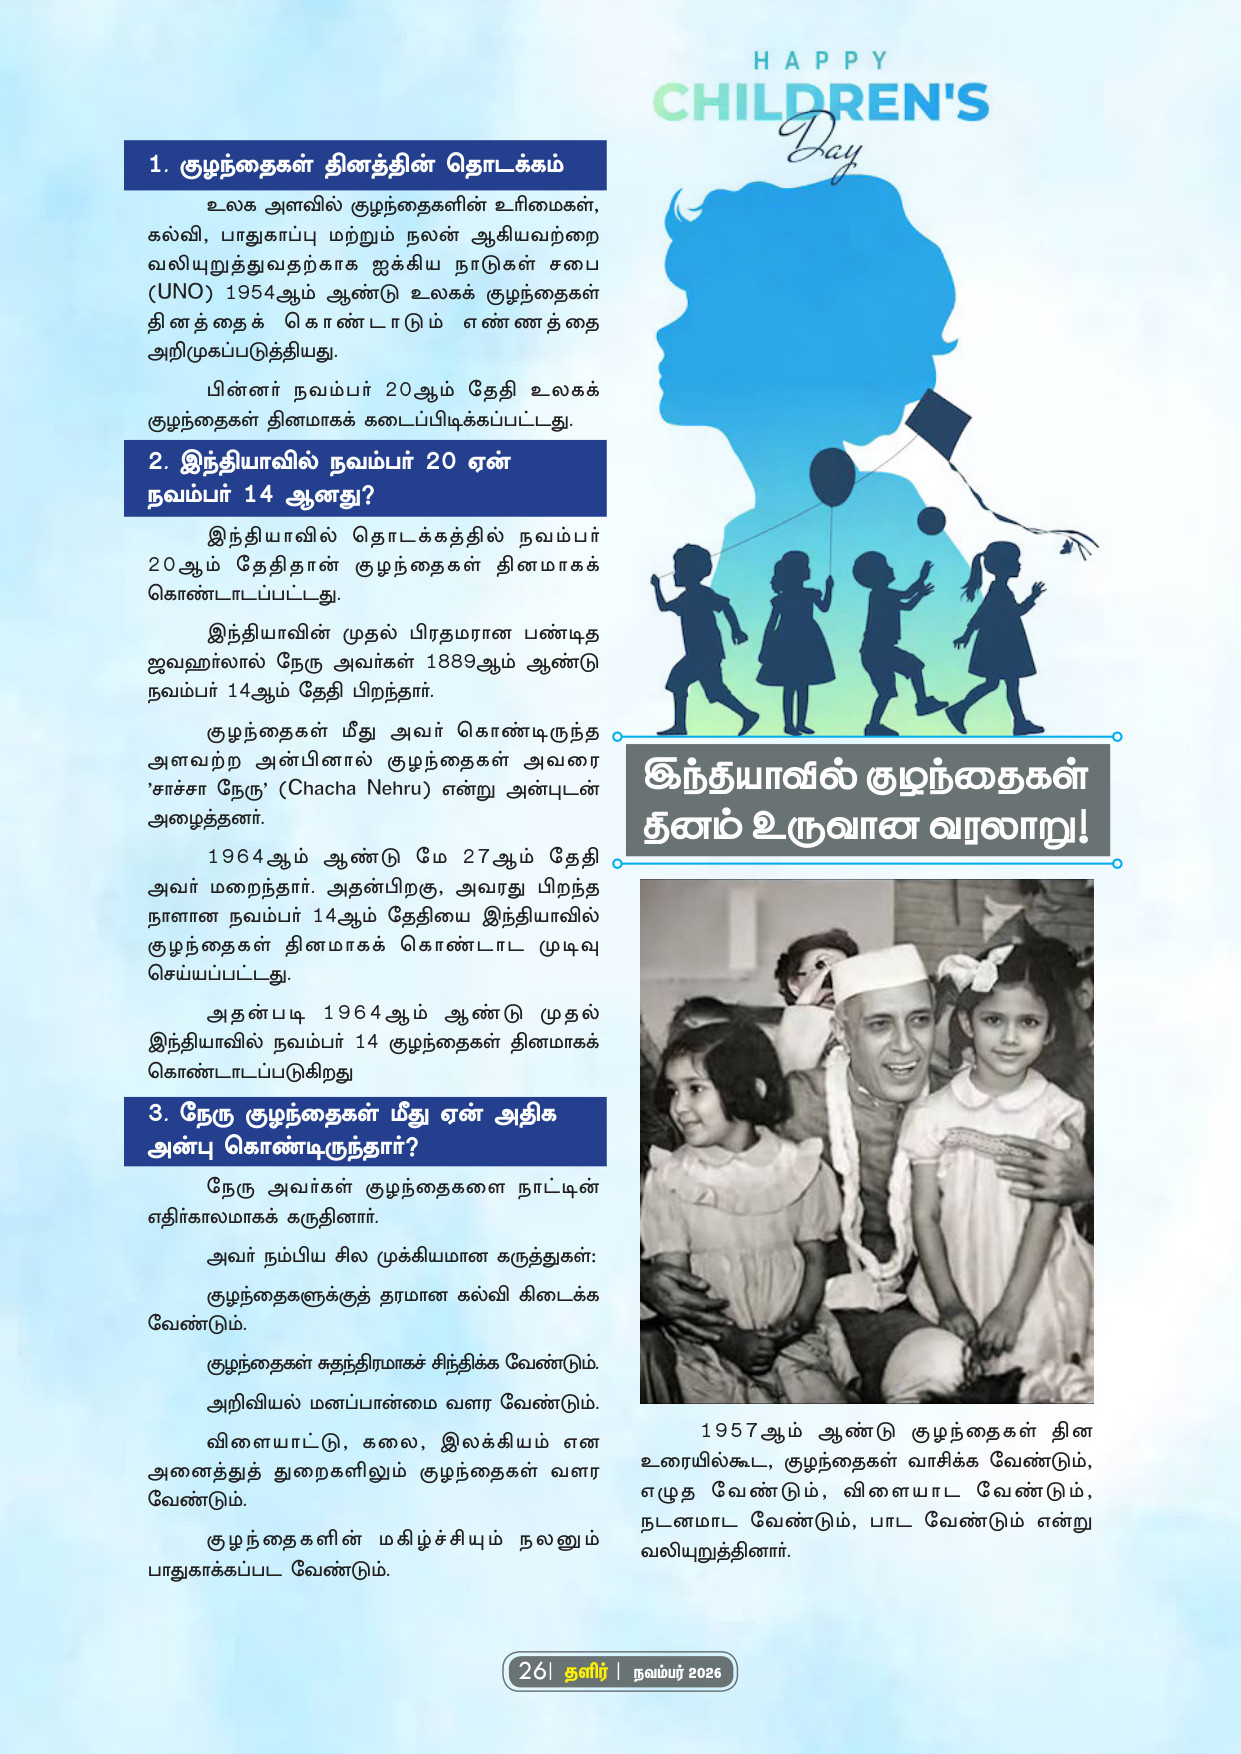 HAPPY
CHILDREN'S
Day
இந்தியாவில் குழந்தைகள்
தினம் உருவான வரலாறு!
1. குழந்தைகள் தினத்தின் தொடக்கம்
உலக அளவில் குழந்தைகளின் உரிமைகள்,
கல்வி, பாதுகாப்பு மற்றும் நலன் ஆகியவற்றை
வலியுறுத்துவதற்காக ஐக்கிய நாடுகள் சபை
(UNO) 1954ஆம் ஆண்டு உலகக் குழந்தைகள்
தினத்தைக் கொண்டாடும் எண்ணத்தை
அறிமுகப்படுத்தியது.
பின்னர் நவம்பர் 20ஆம் தேதி உலகக்
குழந்தைகள் தினமாகக் கடைப்பிடிக்கப்பட்டது.
2. இந்தியாவில் நவம்பர் 20 ஏன்
நவம்பர் 14 ஆனது?
இந்தியாவில் தொடக்கத்தில் நவம்பர்
20ஆம் தேதிதான் குழந்தைகள் தினமாகக்
கொண்டாடப்பட்டது.
இந்தியாவின் முதல் பிரதமரான பண்டித
ஜவஹர்லால் நேரு அவர்கள் 1889ஆம் ஆண்டு
நவம்பர் 14ஆம் தேதி பிறந்தார்.
குழந்தைகள் மீது அவர் கொண்டிருந்த
அளவற்ற அன்பினால் குழந்தைகள் அவரை
’சாச்சா நேரு’ (Chacha Nehru) என்று அன்புடன்
அழைத்தனர்.
1964ஆம் ஆண்டு மே 27ஆம் தேதி
அவர் மறைந்தார். அதன்பிறகு, அவரது பிறந்த
நாளான நவம்பர் 14ஆம் தேதியை இந்தியாவில்
குழந்தைகள் தினமாகக் கொண்டாட முடிவு
செய்யப்பட்டது.
அதன்படி 1964ஆம் ஆண்டு முதல்
இந்தியாவில் நவம்பர் 14 குழந்தைகள் தினமாகக்
கொண்டாடப்படுகிறது
3. நேரு குழந்தைகள் மீது ஏன் அதிக
அன்பு கொண்டிருந்தார்?
நேரு அவர்கள் குழந்தைகளை நாட்டின்
எதிர்காலமாகக் கருதினார்.
அவர் நம்பிய சில முக்கியமான கருத்துகள்:
குழந்தைகளுக்குத் தரமான கல்வி கிடைக்க
வேண்டும்.
குழந்தைகள் சுதந்திரமாகச் சிந்திக்க வேண்டும்.
அறிவியல் மனப்பான்மை வளர வேண்டும்.
விளையாட்டு, கலை, இலக்கியம் என
அனைத்துத் துறைகளிலும் குழந்தைகள் வளர
வேண்டும்.
குழந்தைகளின் மகிழ்ச்சியும் நலனும்
பாதுகாக்கப்பட வேண்டும்.
1957ஆம் ஆண்டு குழந்தைகள் தின
உரையில்கூட, குழந்தைகள் வாசிக்க வேண்டும்,
எழுத வேண்டும், விளையாட வேண்டும்,
நடனமாட வேண்டும், பாட வேண்டும் என்று
வலியுறுத்தினார்.
26| தளிர் | நவம்பர் 2026